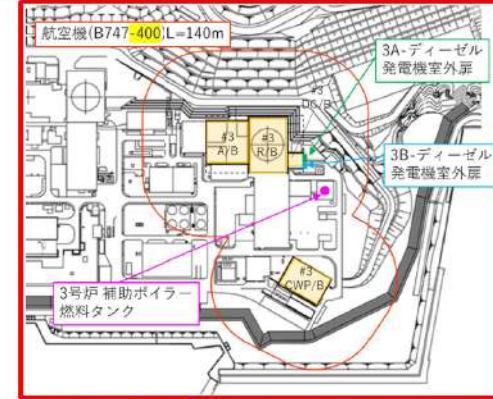 航空機(B747-400)L=140m
3A-ディーゼル
発電機室外扉
#3
DG/B
#3
A/B
#3
R/B
3B-ディーゼル
発電機室外扉
#3
CWP/B
3号炉 補助ボイラー
燃料タンク